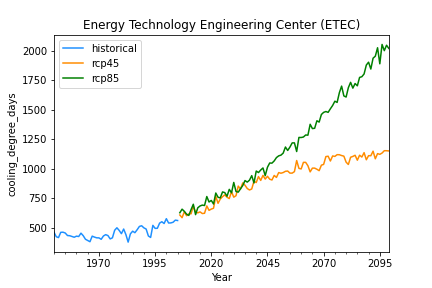 Energy Technology Engineering Center (ETEC)
historical
rcp45
rcp85
cooling_degree_days
2000
1750
1500
1250
1000
750
500
1970
1995
2020
2045
2070
2095
Year